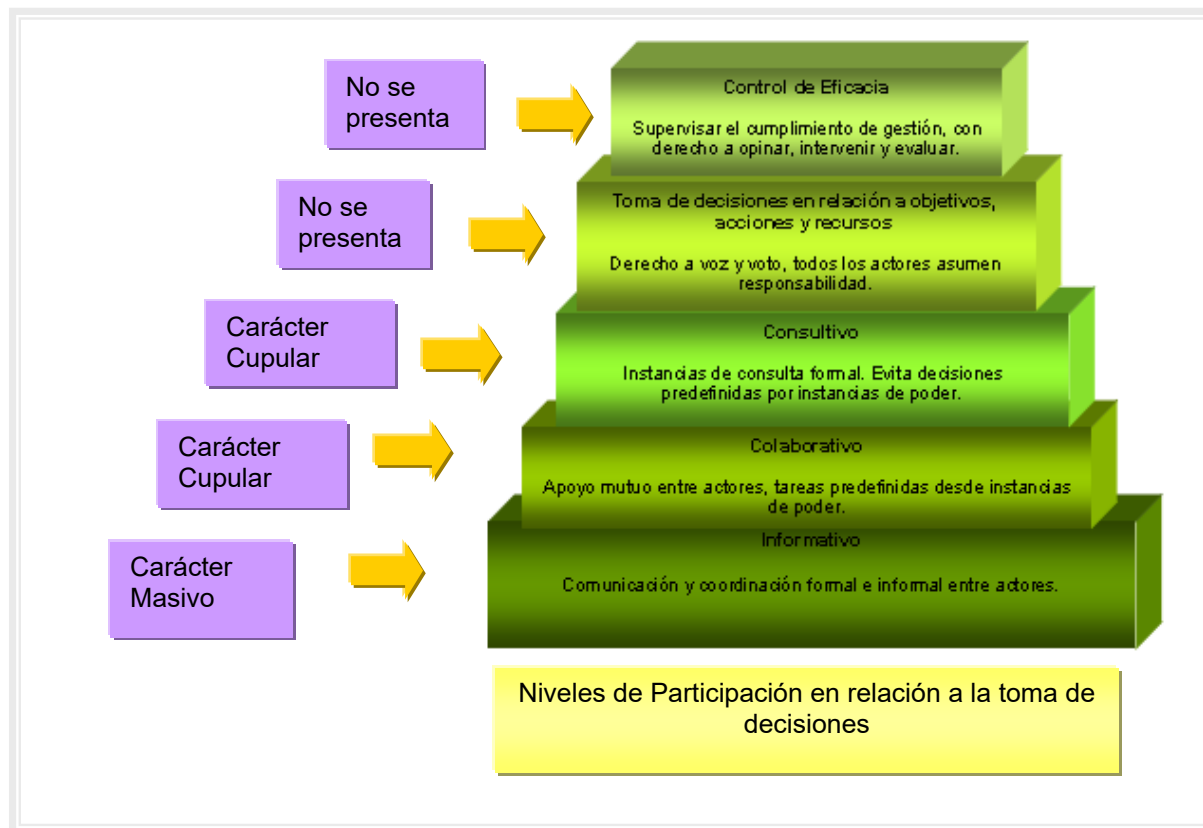 No se
presenta
Control de Eficacia
Supervisar el cumplimiento de gestión, con
derecho a opinar, intervenir y evaluar.
No se
presenta
Toma de decisiones en relación a objetivos,
acciones y recursos
Derecho a voz y voto, todos los actores asumen
responsabilidad.
Carácter
Cupular
Consultivo
Instancias de consulta formal. Evita decisiones
predefinidas por instancias de poder.
Carácter
Cupular
Colaborativo
Apoyo mutuo entre actores, tareas predefinidas desde instancias
de poder.
Carácter
Masivo
Informativo
Comunicación y coordinación formal e informal entre actores.
Niveles de Participación en relación a la toma de
decisiones